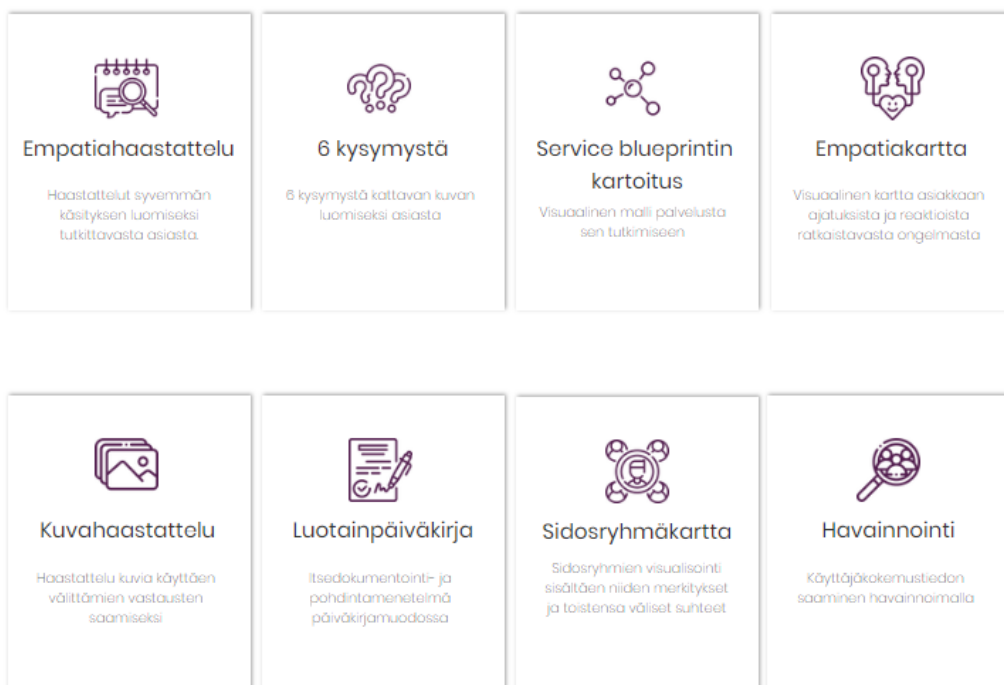 Empatiahaastattelu
Haastattelut syvemmän
käsityksen luomiseksi
tutkittavasta asiasta.
6 kysymystä
6 kysymystä kattavan kuvan
luomiseksi asiasta
Service blueprintin
kartoitus
Visuaalinen malli palvelusta
sen tutkimiseen
Empatiakartta
Visuaalinen kartta asiakkaan
ajatuksista ja reaktioista
ratkaistavasta ongelmasta
Kuvahaastattelu
Haastattelu kuvia käyttäen
välittämien vastausten
saamiseksi
Luotainpäiväkirja
Itsedokumentointi- ja
pohdintamenetelmä
päiväkirjamuodossa
Sidosryhmäkartta
Sidosryhmien visualisointi
sisältäen niiden merkitykset
ja toistensa väliset suhteet
Havainnointi
Käyttäjäkokemustiedon
saaminen havainnoimalla